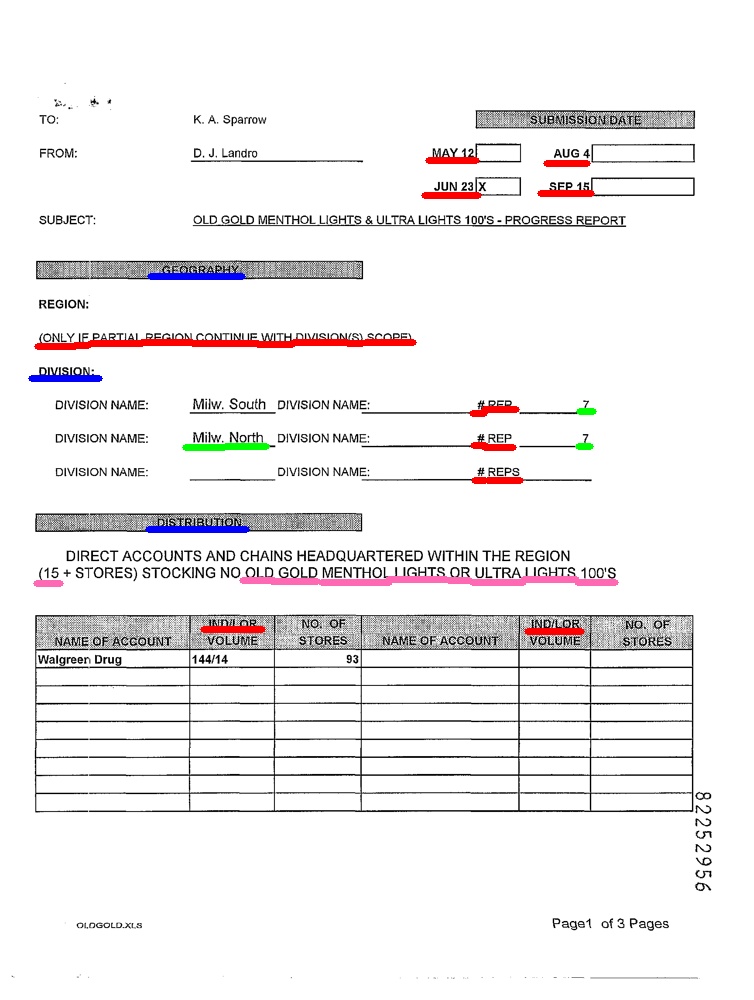 TO: K. A. Sparrow SUBMISSION DATE
FROM: D. J. Landro MAY 12 AUG 4
JUN 23 X SEP 15
SUBJECT: OLD GOLD MENTHOL LIGHTS & ULTRA LIGHTS 100'S - PROGRESS REPORT
GEOGRAPHY
REGION:
(ONLY IF PARTIAL REGION CONTINUE WITH DIVISION(S) SCOPE)
DIVISION:
DIVISION NAME: Milw. South DIVISION NAME: # REP 7
DIVISION NAME: Milw. North DIVISION NAME: # REP 7
DIVISION NAME: DIVISION NAME: # REPS
DISTRIBUTION
DIRECT ACCOUNTS AND CHAINS HEADQUARTERED WITHIN THE REGION
(15 + STORES) STOCKING NO OLD GOLD MENTHOL LIGHTS OR ULTRA LIGHTS 100'S
IND/LOR NO. OF IND/LOR NO. OF
NAME OF ACCOUNT VOLUME STORES NAME OF ACCOUNT VOLUME STORES
Walgreen Drug 144/14 93
82252956
OLDGOLD.XLS Page1 of 3 Pages